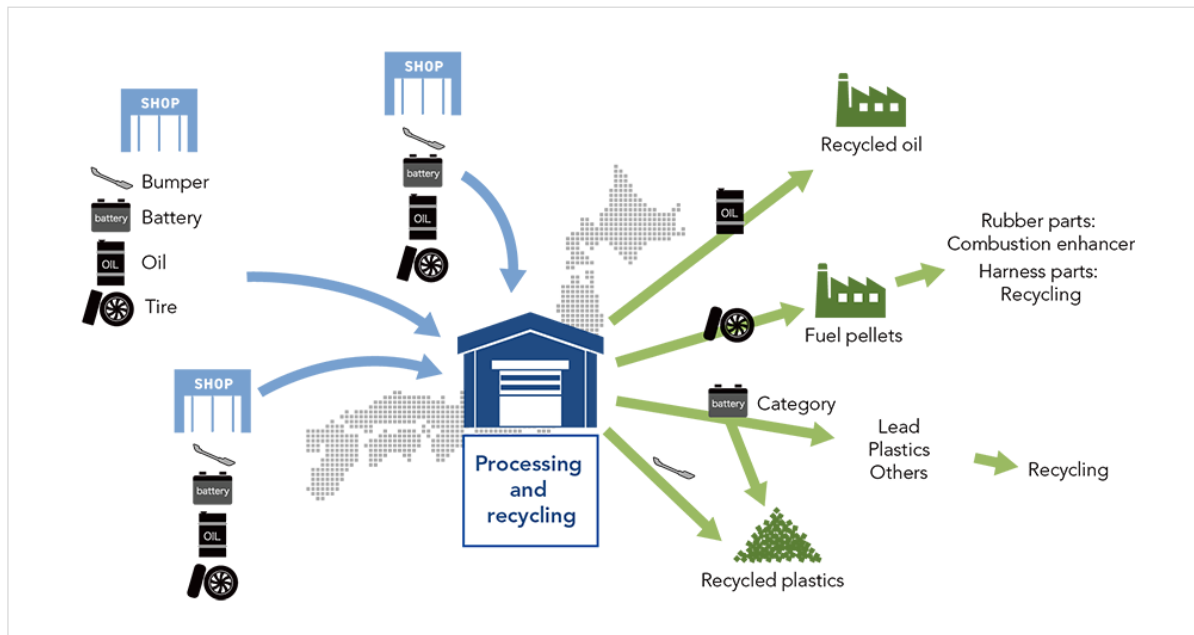 SHOP
Bumper
battery
Battery
OIL
Oil
Tire
SHOP
battery
OIL
SHOP
battery
OIL
Processing
and
recycling
OIL
Recycled oil
Fuel pellets
Rubber parts:
Combustion enhancer
Harness parts:
Recycling
battery
Category
Lead
Plastics
Others
Recycling
Recycled plastics